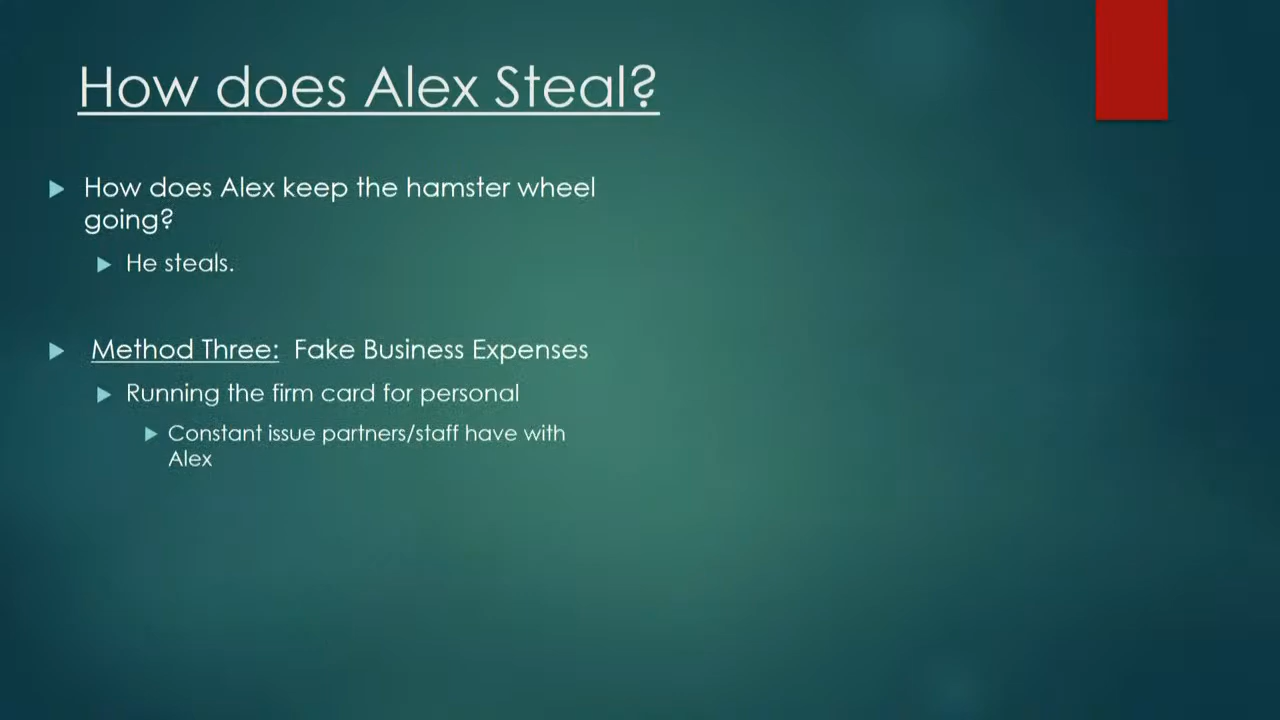 How does Alex Steal?
How does Alex keep the hamster wheel
going?
He steals.
Method Three: Fake Business Expenses
Running the firm card for personal
Constant issue partners/staff have with
Alex